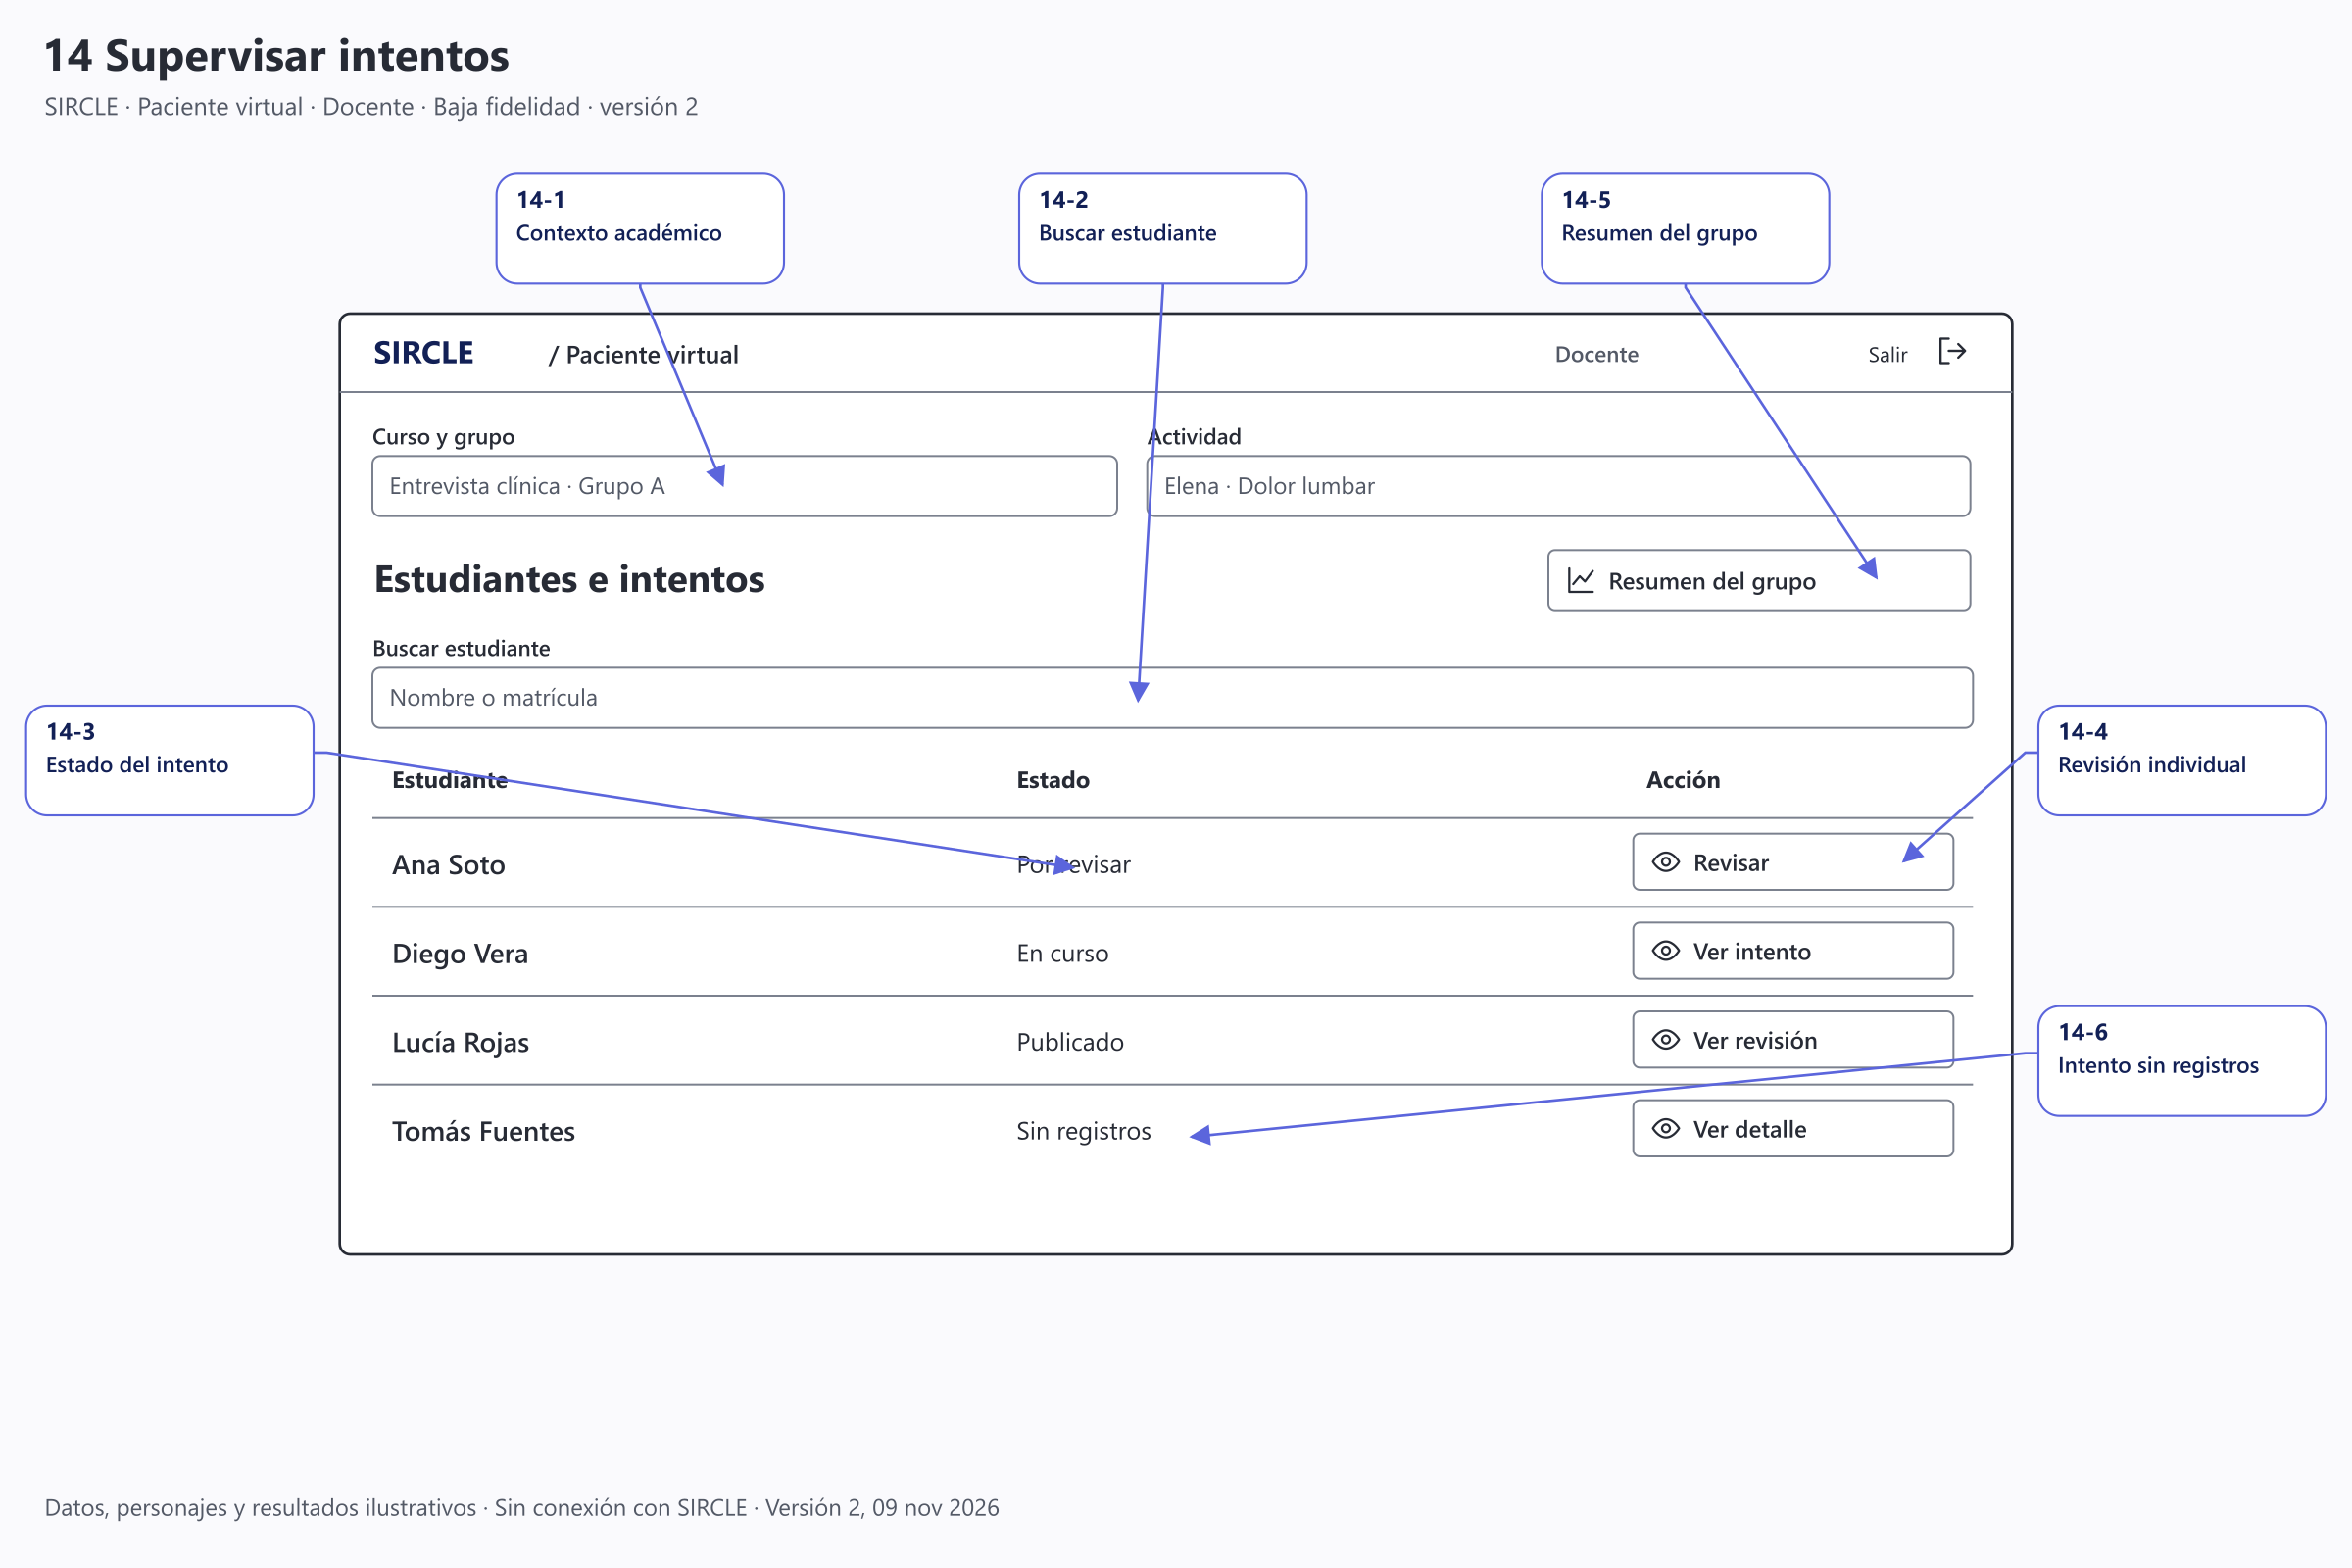 14 Supervisar intentos
SIRCLE · Paciente virtual · Docente · Baja fidelidad · versión 2
14-1
Contexto académico
14-2
Buscar estudiante
14-5
Resumen del grupo
SIRCLE / Paciente virtual Docente Salir
Curso y grupo
Entrevista clínica · Grupo A
Actividad
Elena · Dolor lumbar
Estudiantes e intentos
Resumen del grupo
Buscar estudiante
Nombre o matrícula
14-3
Estado del intento
14-4
Revisión individual
Estudiante Estado Acción
Ana Soto Por revisar Revisar
Diego Vera En curso Ver intento
Lucía Rojas Publicado Ver revisión
14-6
Intento sin registros
Tomás Fuentes Sin registros Ver detalle
Datos, personajes y resultados ilustrativos · Sin conexión con SIRCLE · Versión 2, 09 nov 2026